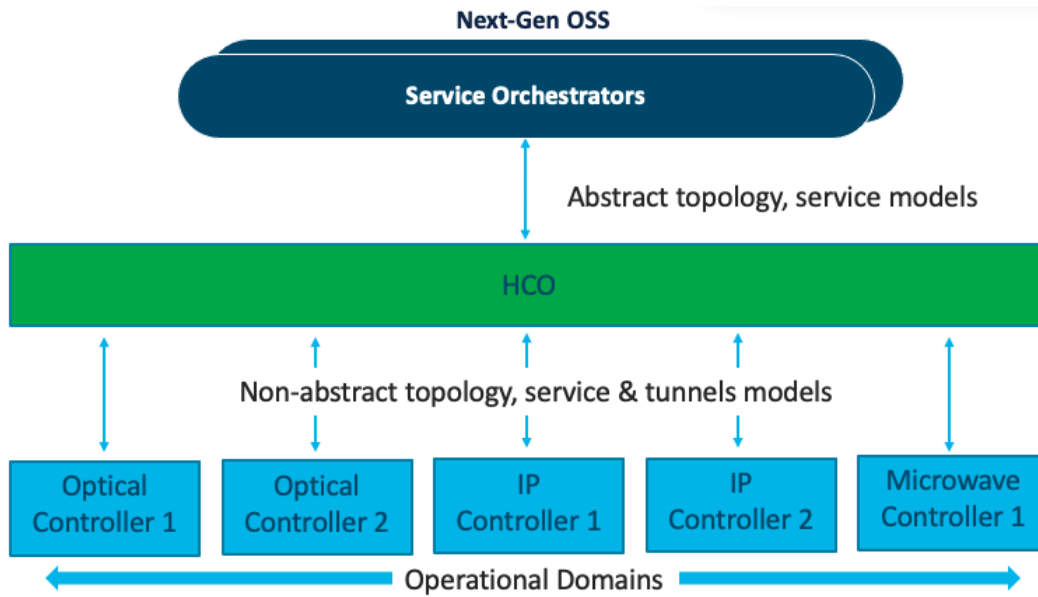 Next-Gen OSS
Service Orchestrators
Abstract topology, service models
HCO
Non-abstract topology, service & tunnels models
Optical
Controller 1
Optical
Controller 2
IP
Controller 1
IP
Controller 2
Microwave
Controller 1
Operational Domains